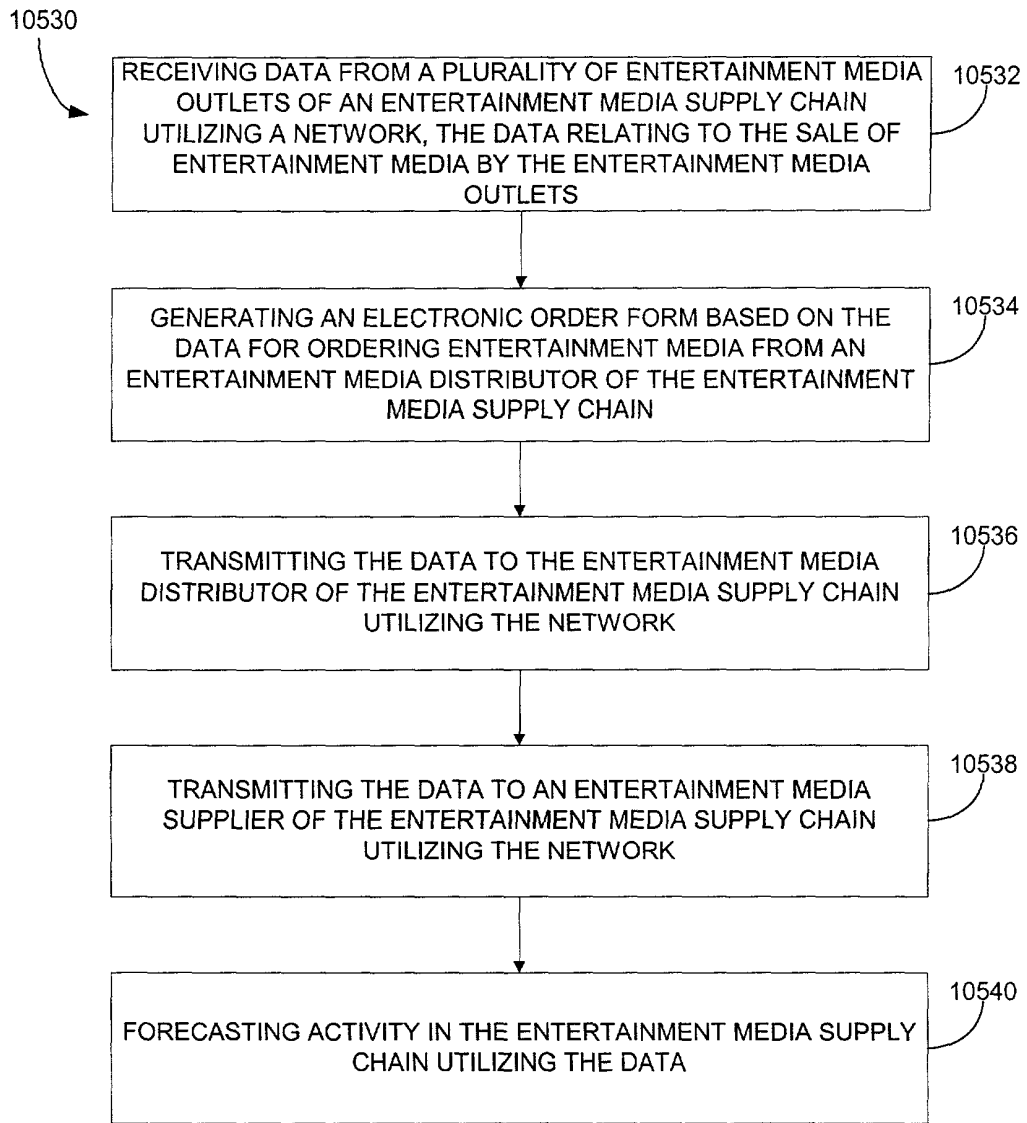 10530
RECEIVING DATA FROM A PLURALITY OF ENTERTAINMENT MEDIA
OUTLETS OF AN ENTERTAINMENT MEDIA SUPPLY CHAIN
UTILIZING A NETWORK, THE DATA RELATING TO THE SALE OF
ENTERTAINMENT MEDIA BY THE ENTERTAINMENT MEDIA
OUTLETS
10532
GENERATING AN ELECTRONIC ORDER FORM BASED ON THE
DATA FOR ORDERING ENTERTAINMENT MEDIA FROM AN
ENTERTAINMENT MEDIA DISTRIBUTOR OF THE ENTERTAINMENT
MEDIA SUPPLY CHAIN
10534
TRANSMITTING THE DATA TO THE ENTERTAINMENT MEDIA
DISTRIBUTOR OF THE ENTERTAINMENT MEDIA SUPPLY CHAIN
UTILIZING THE NETWORK
10536
TRANSMITTING THE DATA TO AN ENTERTAINMENT MEDIA
SUPPLIER OF THE ENTERTAINMENT MEDIA SUPPLY CHAIN
UTILIZING THE NETWORK
10538
FORECASTING ACTIVITY IN THE ENTERTAINMENT MEDIA SUPPLY
CHAIN UTILIZING THE DATA
10540